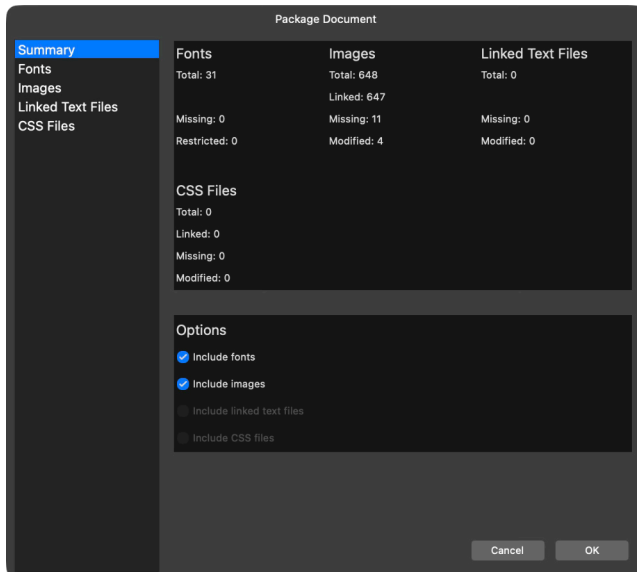 Package Document
Summary
Fonts
Images
Linked Text Files
CSS Files
Fonts
Total: 31
Missing: 0
Restricted: 0
Images
Total: 648
Linked: 647
Missing: 11
Modified: 4
Linked Text Files
Total: 0
Missing: 0
Modified: 0
CSS Files
Total: 0
Linked: 0
Missing: 0
Modified: 0
Options
Include fonts
Include images
Include linked text files
Include CSS files
Cancel
OK